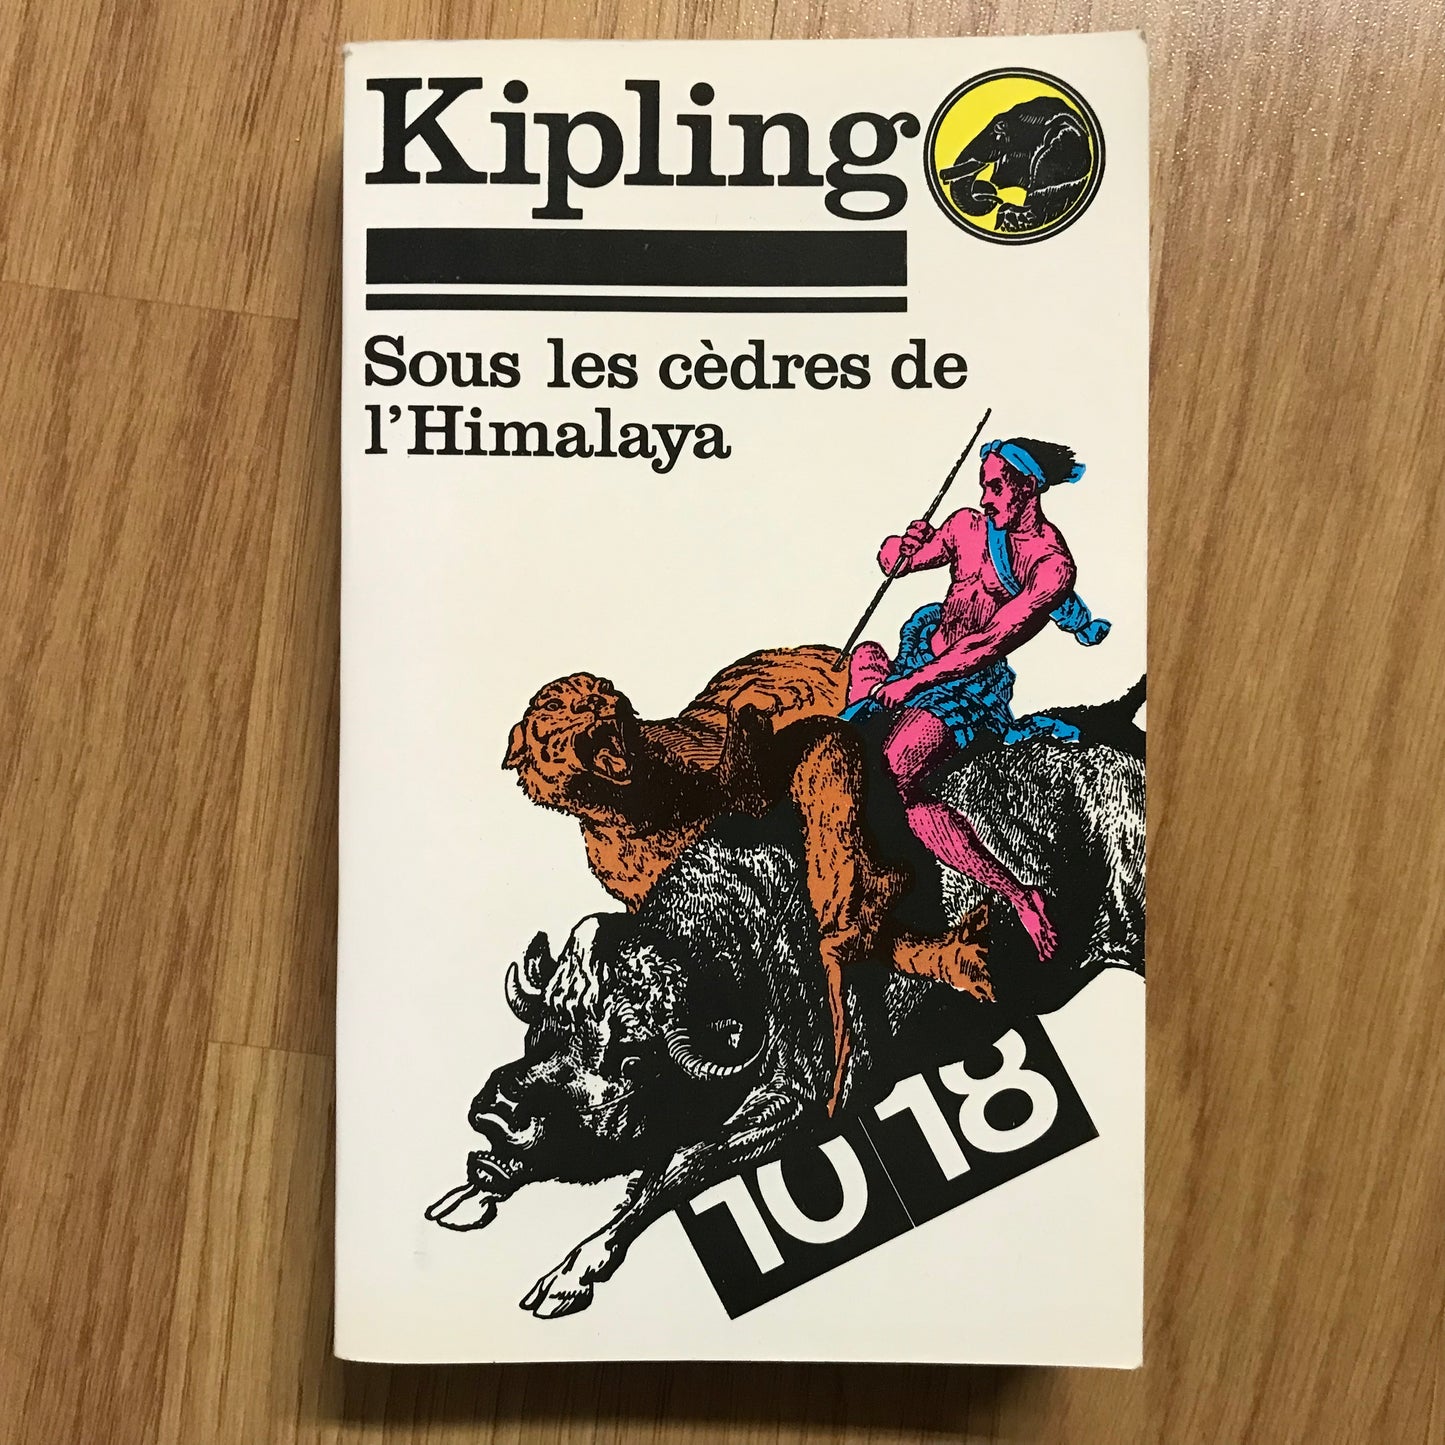 Kipling
Sous les cèdres de
l'Himalaya
10 18